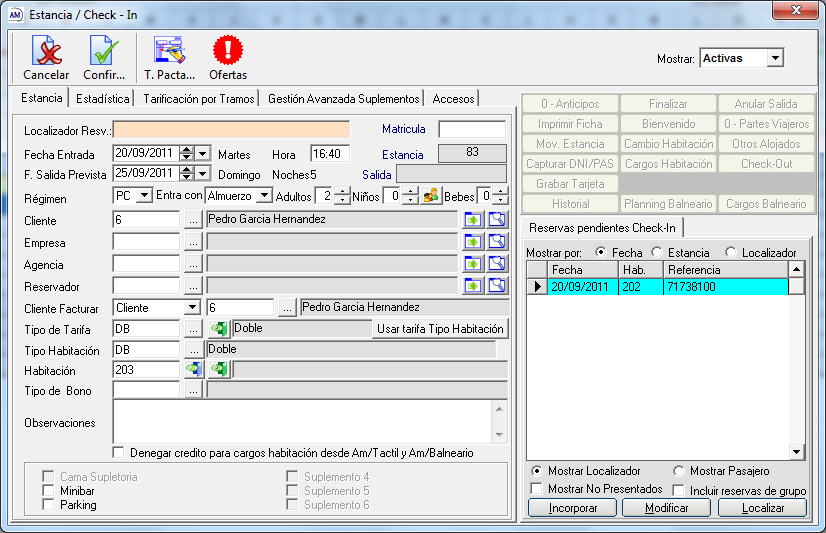 AM Estancia / Check - In
Cancelar Confir... T. Pacta... Ofertas
Mostrar: Activas
Estancia Estadística Tarificación por Tramos Gestión Avanzada Suplementos Accesos
Localizador Resv.: Matricula
Fecha Entrada 20/09/2011 Martes Hora 16:40 Estancia 83
F. Salida Prevista 25/09/2011 Domingo Noches5 Salida
Régimen PC Entra con Almuerzo Adultos 2 Niños 0 Bebes 0
Cliente 6 ... Pedro Garcia Hernandez
Empresa ...
Agencia ...
Reservador ...
Cliente Facturar Cliente 6 ... Pedro Garcia Hernandez
Tipo de Tarifa DB ... Doble Usar tarifa Tipo Habitación
Tipo Habitación DB ... Doble
Habitación 203
Tipo de Bono ...
Observaciones
Denegar credito para cargos habitación desde Am/Tactil y Am/Balneario
Cama Supletoria Suplemento 4
Minibar Suplemento 5
Parking Suplemento 6
0 - Anticipos Finalizar Anular Salida
Imprimir Ficha Bienvenido 0 - Partes Viajeros
Mov. Estancia Cambio Habitación Otros Alojados
Capturar DNI/PAS Cargos Habitación Check-Out
Grabar Tarjeta
Historial Planning Balneario Cargos Balneario
Reservas pendientes Check-In
Mostrar por: Fecha Estancia Localizador
Fecha Hab. Referencia
20/09/2011 202 71738100
Mostrar Localizador Mostrar Pasajero
Mostrar No Presentados Incluir reservas de grupo
Incorporar Modificar Localizar